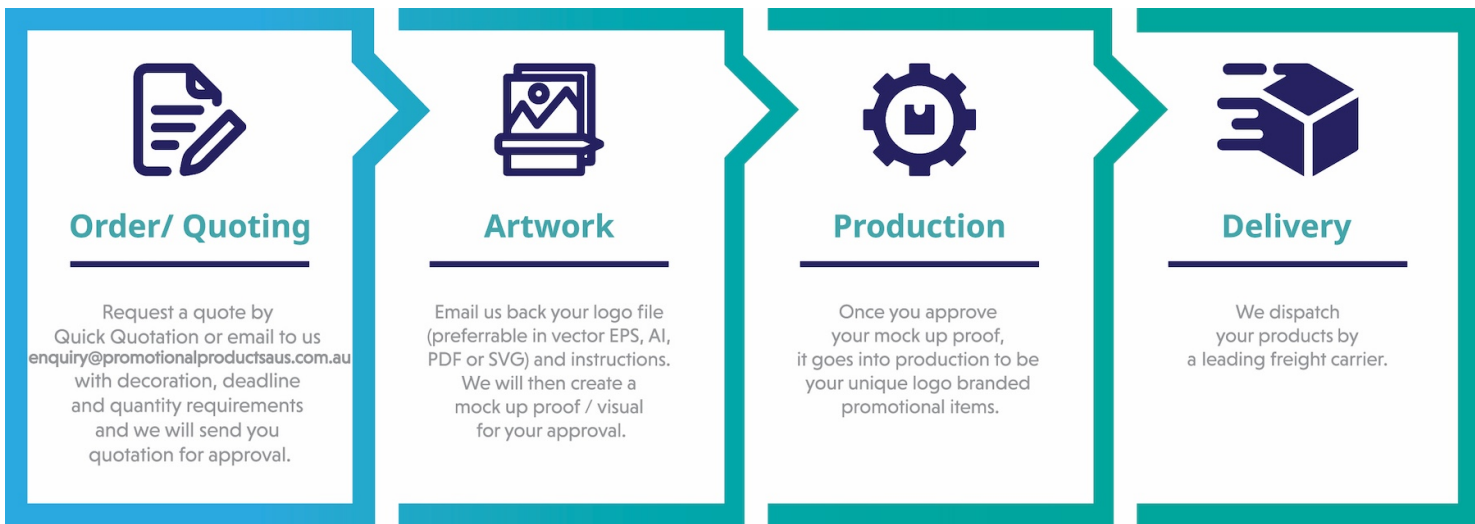 Order/ Quoting
Request a quote by
Quick Quotation or email to us
enquiry@promotionalproductsaus.com.au
with decoration, deadline
and quantity requirements
and we will send you
quotation for approval.
Artwork
Email us back your logo file
(preferrable in vector EPS, AI,
PDF or SVG) and instructions.
We will then create a
mock up proof / visual
for your approval.
Production
Once you approve
your mock up proof,
it goes into production to be
your unique logo branded
promotional items.
Delivery
We dispatch
your products by
a leading freight carrier.